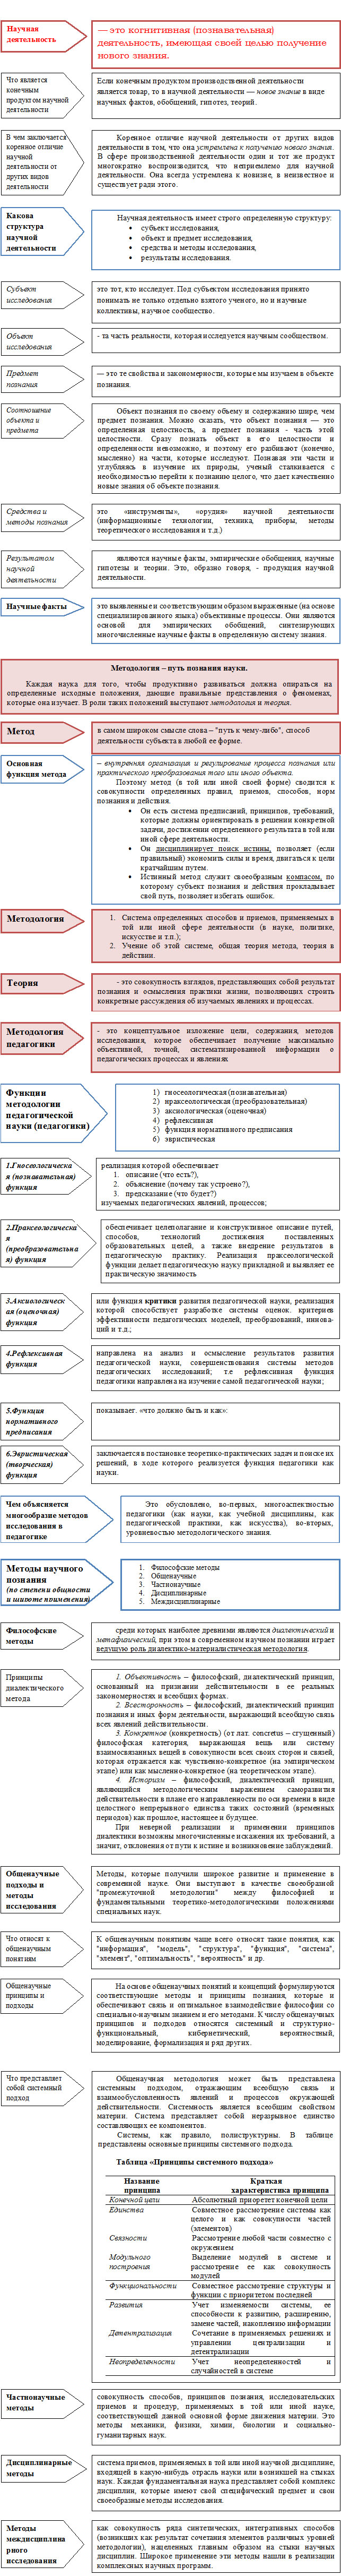 Научная
деятельность
— это когнитивная (познавательная)
деятельность, имеющая своей целью получение
нового знания.
Что является
конечным
продуктом научной
деятельности
Если конечным продуктом производственной деятельности
является товар, то в научной деятельности — новое знание в виде
научных фактов, обобщений, гипотез, теорий.
В чем заключается
коренное отличие
научной
деятельности от
других видов
деятельности
Коренное отличие научной деятельности от других видов
деятельности в том, что она устремлена к получению нового знания.
В сфере производственной деятельности один и тот же продукт
многократно воспроизводится, что неприемлемо для научной
деятельности. Она всегда устремлена к новизне, в неизвестное и
существует ради этого.
Какова
структура
научной
деятельности
Научная деятельность имеет строго определенную структуру:
• субъект исследования,
• объект и предмет исследования,
• средства и методы исследования,
• результаты исследования.
Субъект
исследования
это тот, кто исследует. Под субъектом исследования принято
понимать не только отдельно взятого ученого, но и научные
коллективы, научное сообщество.
Объект
исследования
- та часть реальности, которая исследуется научным сообществом.
Предмет
познания
— это те свойства и закономерности, которые мы изучаем в объекте
познания.
Соотношение
объекта и
предмета
Объект познания по своему объему и содержанию шире, чем
предмет познания. Можно сказать, что объект познания — это
определенная целостность, а предмет познания - часть этой
целостности. Сразу познать объект в его целостности и
определенности невозможно, и поэтому его разбивают (конечно,
мысленно) на части, которые исследуют. Познавая эти части и
углубляясь в изучение их природы, ученый сталкивается с
необходимостью перейти к познанию целого, что дает качественно
новые знания об объекте познания.
Средства и
методы познания
это «инструменты», «орудия» научной деятельности
(информационные технологии, техника, приборы, методы
теоретического исследования и т.д.)
Результатом
научной
деятельности
являются научные факты, эмпирические обобщения, научные
гипотезы и теории. Это, образно говоря, - продукция научной
деятельности.
Научные факты
это выявленные и соответствующим образом выраженные (на основе
специализированного языка) объективные процессы. Они являются
основой для эмпирических обобщений, синтезирующих
многочисленные научные факты в определенную систему знания.
Методология – путь познания науки.
Каждая наука для того, чтобы продуктивно развиваться должна опираться на
определенные исходные положения, дающие правильные представления о феноменах,
которые она изучает. В роли таких положений выступают методология и теория.
Метод
в самом широком смысле слова – "путь к чему-либо", способ
деятельности субъекта в любой ее форме.
Основная
функция метода
– внутренняя организация и регулирование процесса познания или
практического преобразования того или иного объекта.
Поэтому метод (в той или иной своей форме) сводится к
совокупности определенных правил, приемов, способов, норм
познания и действия.
• Он есть система предписаний, принципов, требований,
которые должны ориентировать в решении конкретной
задачи, достижении определенного результата в той или
иной сфере деятельности.
• Он дисциплинирует поиск истины, позволяет (если
правильный) экономить силы и время, двигаться к цели
кратчайшим путем.
• Истинный метод служит своеобразным компасом, по
которому субъект познания и действия прокладывает
свой путь, позволяет избегать ошибок.
Методология
1. Система определенных способов и приемов, применяемых в
той или иной сфере деятельности (в науке, политике,
искусстве и т.п.);
2. Учение об этой системе, общая теория метода, теория в
действии.
Теория
- это совокупность взглядов, представляющих собой результат
познания и осмысления практики жизни, позволяющих строить
конкретные рассуждения об изучаемых явлениях и процессах.
Методология
педагогики
- это концептуальное изложение цели, содержания, методов
исследования, которое обеспечивает получение максимально
объективной, точной, систематизированной информации о
педагогических процессах и явлениях
Функции
методологии
педагогической
науки (педагогики)
1) гносеологическая (познавательная)
2) праксеологическая (преобразовательная)
3) аксиологическая (оценочная)
4) рефлексивная
5) функция нормативного предписания
6) эвристическая
1.Гносеологическа
я (познавательная)
функция
реализация которой обеспечивает
1. описание (что есть?),
2. объяснение (почему так устроено?),
3. предсказание (что будет?)
изучаемых педагогических явлений, процессов;
2.Праксеологическа
я
(преобразовательна
я) функция
обеспечивает целеполагание и конструктивное описание путей,
способов, технологий достижения поставленных
образовательных целей, а также внедрение результатов в
педагогическую практику. Реализация праксеологической
функции делает педагогическую науку прикладной и выявляет ее
практическую значимость
3.Аксиологическ
ая (оценочная)
функция
или функция критики развития педагогической науки, реализация
которой способствует разработке системы оценок. критериев
эффективности педагогических моделей, преобразований, иннова-
ций и т.д.;
4.Рефлексивная
функция
направлена на анализ и осмысление результатов развития
педагогической науки, совершенствования системы методов
педагогических исследований; т.е рефлексивная функция
педагогики направлена на изучение самой педагогической науки;
5.Функция
нормативного
предписания
показывает. «что должно быть и как»:
6.Эвристическая
(творческая)
функция
заключается в постановке теоретико-практических задач и поиске их
решений, в ходе которого реализуется функция педагогики как
науки.
Чем объясняется
многообразие методов
исследования в
педагогике
Это обусловлено, во-первых, многоаспектностью
педагогики (как науки, как учебной дисциплины, как
педагогической практики, как искусства), во-вторых,
уровневостью методологического знания.
Методы научного
познания
(по степени общности
и широте применения)
1. Философские методы
2. Общенаучные
3. Частнонаучные
4. Дисциплинарные
5. Междисциплинарные
Философские
методы
среди которых наиболее древними являются диалектический и
метафизический, при этом в современном научном познании играет
ведущую роль диалектико-материалистическая методология.
Принципы
диалектического
метода
1. Объективность – философский, диалектический принцип,
основанный на признании действительности в ее реальных
закономерностях и всеобщих формах.
2. Всесторонность – философский, диалектический принцип
познания и иных форм деятельности, выражающий всеобщую связь
всех явлений действительности.
3. Конкретное (конкретность) (от лат. concretus – сгущенный)
философская категория, выражающая вещь или систему
взаимосвязанных вещей в совокупности всех своих сторон и связей,
которая отражается как чувственно-конкретное (на эмпирическом
этапе) или как мысленно-конкретное (на теоретическом этапе).
4. Историзм – философский, диалектический принцип,
являющийся методологическим выражением саморазвития
действительности в плане его направленности по оси времени в виде
целостного непрерывного единства таких состояний (временных
периодов) как прошлое, настоящее и будущее.
При неверной реализации и применении принципов
диалектики возможны многочисленные искажения их требований, а
значит, отклонения от пути к истине и возникновение заблуждений.
Общенаучные
подходы и
методы
исследования
Методы, которые получили широкое развитие и применение в
современной науке. Они выступают в качестве своеобразной
"промежуточной методологии" между философией и
фундаментальными теоретико-методологическими положениями
специальных наук.
Что относят к
общенаучным
понятиям
К общенаучным понятиям чаще всего относят такие понятия, как
"информация", "модель", "структура", "функция", "система",
"элемент", "оптимальность", "вероятность" и др.
Общенаучные
принципы и
подходы
На основе общенаучных понятий и концепций формулируются
соответствующие методы и принципы познания, которые и
обеспечивают связь и оптимальное взаимодействие философии со
специально-научным знанием и его методами. К числу общенаучных
принципов и подходов относятся системный и структурно-
функциональный, кибернетический, вероятностный,
моделирование, формализация и ряд других.
Что представляет
собой системный
подход
Общенаучная методология может быть представлена
системным подходом, отражающим всеобщую связь и
взаимообусловленность явлений и процессов окружающей
действительности. Системность является всеобщим свойством
материи. Система представляет собой неразрывное единство
составляющих ее компонентов.
Системы, как правило, полиструктурны. В таблице
представлены основные принципы системного подхода.
Таблица «Принципы системного подхода»
Название Краткая
принципа характеристика принципа
Конечной цели Абсолютный приоретет конечной цели
Единства Совместное рассмотрение системы как
целого и как совокупности частей
(элементов)
Связности Рассмотрение любой части совместно с
окружением
Модульного Выделение модулей в системе и
построения рассмотрение ее как совокупность
модулей
Функциональности Совместное рассмотрение структуры и
функции с приоритетом последней
Развития Учет изменяемости системы, ее
способности к развитию, расширению,
замене частей, накоплению информации
Децентрализация Сочетание в применяемых решениях и
управлении централизации и
децентрализации
Неопределенности Учет неопределенностей и
случайностей в системе
Частнонаучные
методы
совокупность способов, принципов познания, исследовательских
приемов и процедур, применяемых в той или иной науке,
соответствующей данной основной форме движения материи. Это
методы механики, физики, химии, биологии и социально-
гуманитарных наук.
Дисциплинарные
методы
система приемов, применяемых в той или иной научной дисциплине,
входящей в какую-нибудь отрасль науки или возникшей на стыках
наук. Каждая фундаментальная наука представляет собой комплекс
дисциплин, которые имеют свой специфический предмет и свои
своеобразные методы исследования.
Методы
междисциплина
рного
исследования
как совокупность ряда синтетических, интегративных способов
(возникших как результат сочетания элементов различных уровней
методологии), нацеленных главным образом на стыки научных
дисциплин. Широкое применение эти методы нашли в реализации
комплексных научных программ.